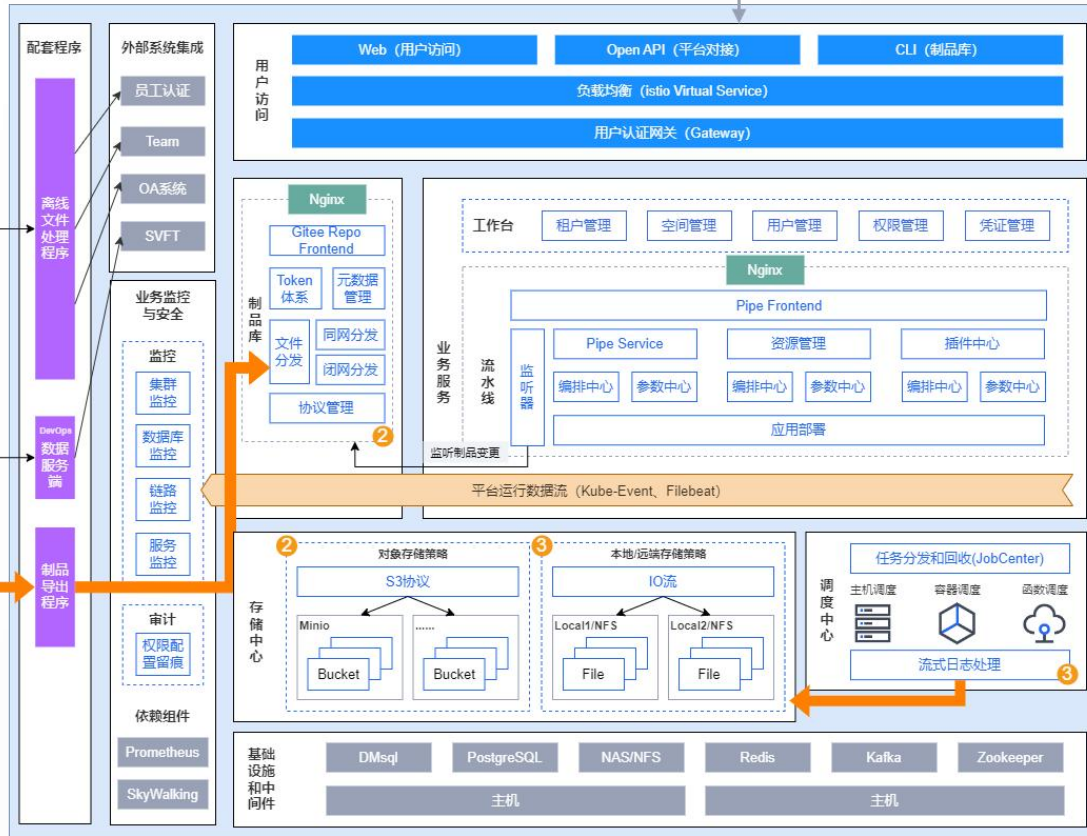 配套程序
离线
文件
处理
程序
DevOps
数据
服务
端
制品
导出
程序
外部系统集成
员工认证
Team
OA系统
SVFT
业务监控
与安全
监控
集群
监控
数据库
监控
链路
监控
服务
监控
审计
权限配
置留痕
依赖组件
Prometheus
SkyWalking
用户访问
Web（用户访问）
Open API（平台对接）
CLI（制品库）
负载均衡（istio Virtual Service）
用户认证网关（Gateway）
制品库
Nginx
Gitee Repo
Frontend
Token
体系
元数据
管理
文件
分发
同网分发
闭网分发
协议管理
2
业务服务
工作台
租户管理
空间管理
用户管理
权限管理
凭证管理
流水线
Nginx
Pipe Frontend
监听器
Pipe Service
资源管理
插件中心
编排中心
参数中心
编排中心
参数中心
编排中心
参数中心
应用部署
监听制品变更
平台运行数据流（Kube-Event、Filebeat）
存储中心
2
对象存储策略
S3协议
Minio
Bucket
......
Bucket
3
本地/远端存储策略
IO流
Local1/NFS
File
Local2/NFS
File
调度中心
任务分发和回收(JobCenter)
主机调度
容器调度
函数调度
流式日志处理
3
基础
设施
和中
间件
DMsql
PostgreSQL
NAS/NFS
Redis
Kafka
Zookeeper
主机
主机